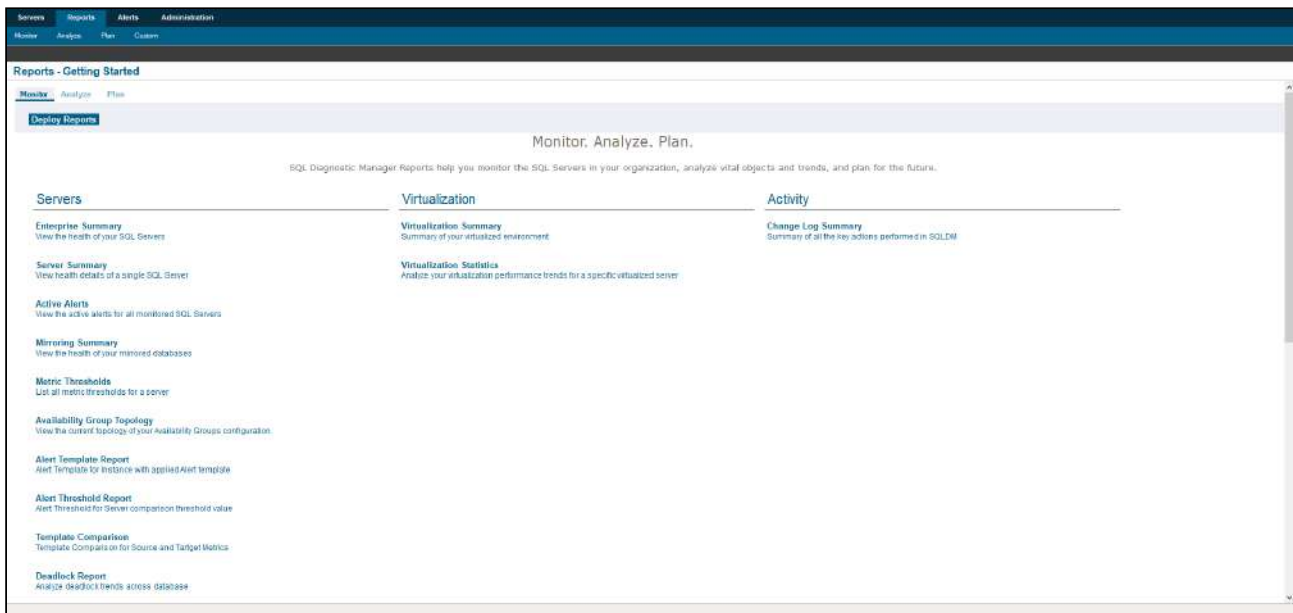 Servers Reports Alerts Administration
Monitor Analyze Plan Custom
Reports - Getting Started
Monitor Analyze Plan
Deploy Reports
Monitor. Analyze. Plan.
SQL Diagnostic Manager Reports help you monitor the SQL Servers in your organization, analyze vital objects and trends, and plan for the future.
Servers
Enterprise Summary
View the health of your SQL Servers
Server Summary
View health details of a single SQL Server
Active Alerts
View the active alerts for all monitored SQL Servers
Mirroring Summary
View the health of your mirrored databases
Metric Thresholds
List all metric thresholds for a server
Availability Group Topology
View the current topology of your Availability Groups configuration.
Alert Template Report
Alert Template for Instance with applied Alert template
Alert Threshold Report
Alert Threshold for Server comparison threshold value
Template Comparison
Template Comparison for Source and Tartget Metrics
Deadlock Report
Analyze deadlock trends across database
Virtualization
Virtualization Summary
Summary of your virtualized environment
Virtualization Statistics
Analize your virtualization performance trends for a specific virtualized server
Activity
Change Log Summary
Summary of all the key actions performed in SQLDM